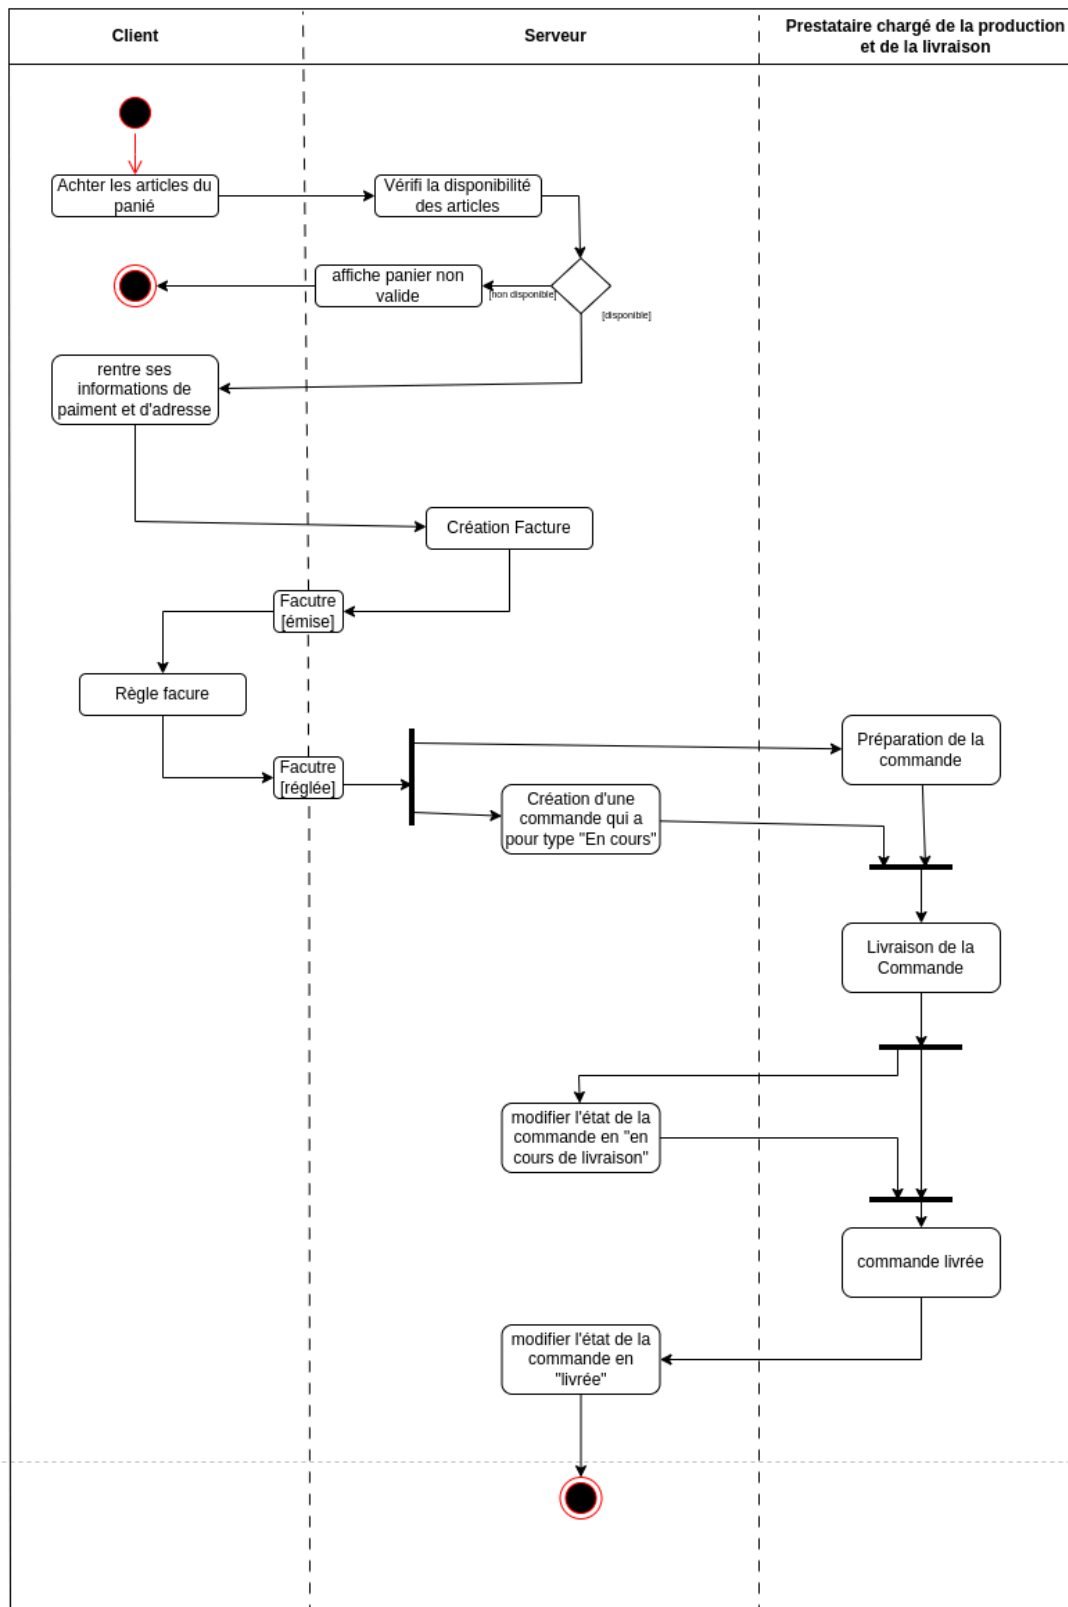 Client
Serveur
Prestataire chargé de la production
et de la livraison
Achter les articles du
panié
Vérifi la disponibilité
des articles
affiche panier non
valide
[non disponible]
[disponible]
rentre ses
informations de
paiment et d'adresse
Création Facture
Facutre
[émise]
Règle facure
Facutre
[réglée]
Préparation de la
commande
Création d'une
commande qui a
pour type "En cours"
Livraison de la
Commande
modifier l'état de la
commande en "en
cours de livraison"
commande livrée
modifier l'état de la
commande en
"livrée"